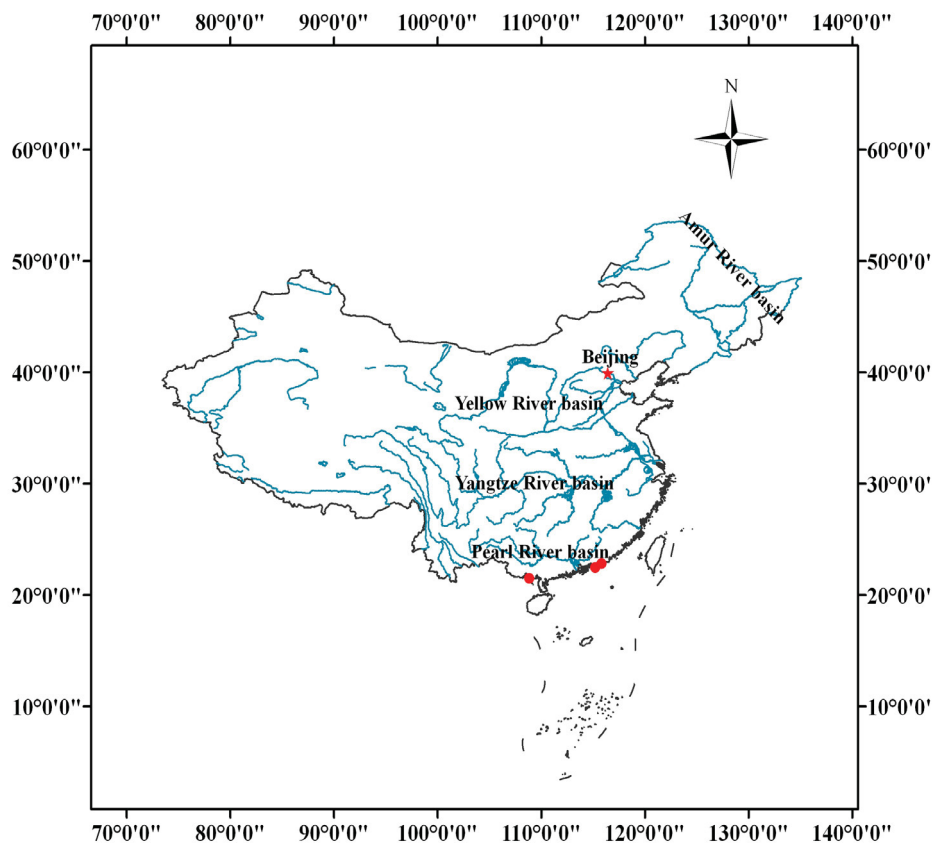 70°0'0" 80°0'0" 90°0'0" 100°0'0" 110°0'0" 120°0'0" 130°0'0" 140°0'0"
N
60°0'0" 60°0'0"
Amur River basin
50°0'0" 50°0'0"
Beijing
40°0'0" 40°0'0"
Yellow River basin
30°0'0" 30°0'0"
Yangtze River basin
Pearl River basin
20°0'0" 20°0'0"
10°0'0" 10°0'0"
70°0'0" 80°0'0" 90°0'0" 100°0'0" 110°0'0" 120°0'0" 130°0'0" 140°0'0"